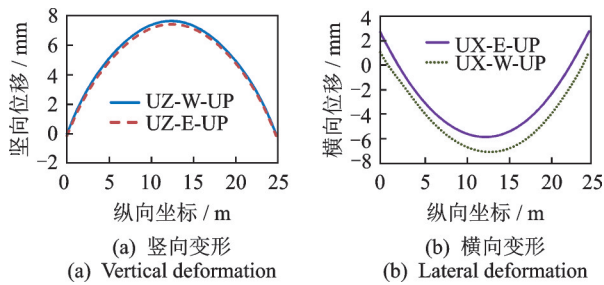 8
6
4
2
0
−2
竖向位移 / mm
UZ-W-UP
UZ-E-UP
0 5 10 15 20 25
纵向坐标 / m
(a) 竖向变形
(a) Vertical deformation
4
2
0
−2
−4
−6
−8
横向位移 / mm
UX-E-UP
UX-W-UP
0 5 10 15 20 25
纵向坐标 / m
(b) 横向变形
(b) Lateral deformation